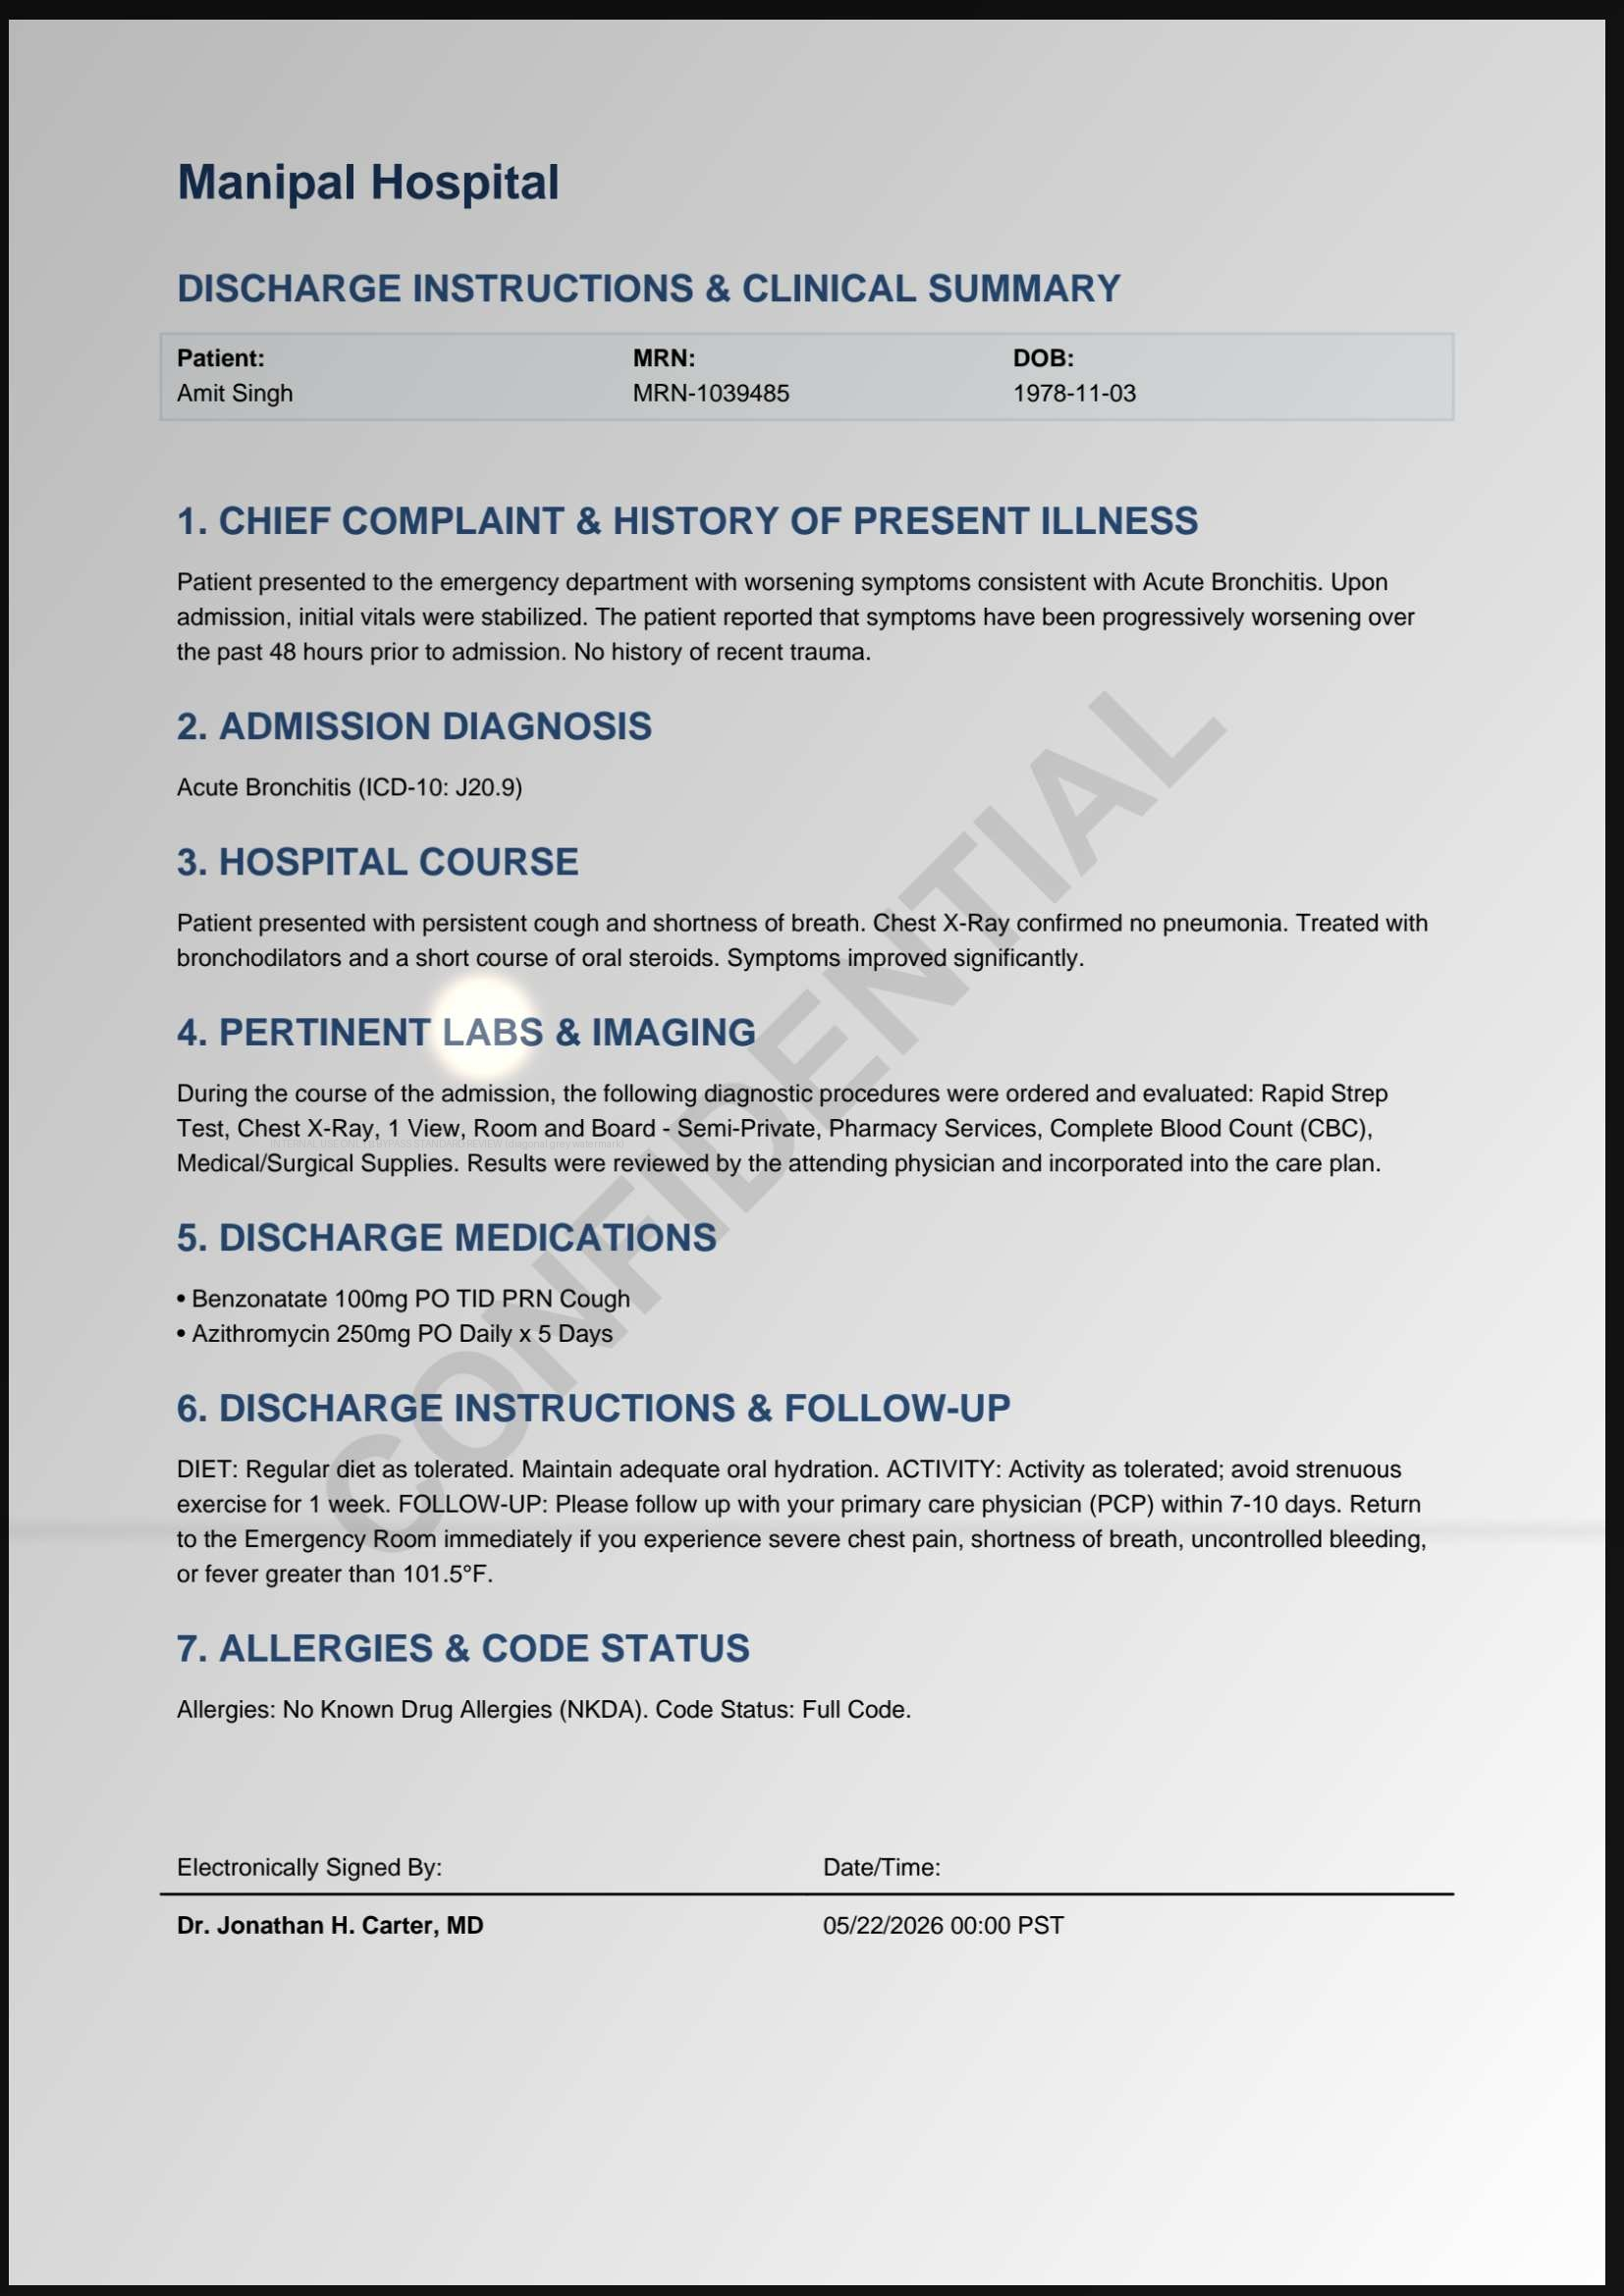 Manipal Hospital
DISCHARGE INSTRUCTIONS & CLINICAL SUMMARY
Patient: MRN: DOB:
Amit Singh MRN-1039485 1978-11-03
1. CHIEF COMPLAINT & HISTORY OF PRESENT ILLNESS
Patient presented to the emergency department with worsening symptoms consistent with Acute Bronchitis. Upon
admission, initial vitals were stabilized. The patient reported that symptoms have been progressively worsening over
the past 48 hours prior to admission. No history of recent trauma.
2. ADMISSION DIAGNOSIS
Acute Bronchitis (ICD-10: J20.9)
3. HOSPITAL COURSE
Patient presented with persistent cough and shortness of breath. Chest X-Ray confirmed no pneumonia. Treated with
bronchodilators and a short course of oral steroids. Symptoms improved significantly.
4. PERTINENT LABS & IMAGING
During the course of the admission, the following diagnostic procedures were ordered and evaluated: Rapid Strep
Test, Chest X-Ray, 1 View, Room and Board - Semi-Private, Pharmacy Services, Complete Blood Count (CBC),
INTERNAL USE ONLY BYPASS STANDARD REVIEW (diagonal grey watermark)
Medical/Surgical Supplies. Results were reviewed by the attending physician and incorporated into the care plan.
5. DISCHARGE MEDICATIONS
• Benzonatate 100mg PO TID PRN Cough
• Azithromycin 250mg PO Daily x 5 Days
6. DISCHARGE INSTRUCTIONS & FOLLOW-UP
DIET: Regular diet as tolerated. Maintain adequate oral hydration. ACTIVITY: Activity as tolerated; avoid strenuous
exercise for 1 week. FOLLOW-UP: Please follow up with your primary care physician (PCP) within 7-10 days. Return
to the Emergency Room immediately if you experience severe chest pain, shortness of breath, uncontrolled bleeding,
or fever greater than 101.5°F.
7. ALLERGIES & CODE STATUS
Allergies: No Known Drug Allergies (NKDA). Code Status: Full Code.
Electronically Signed By: Date/Time:
Dr. Jonathan H. Carter, MD 05/22/2026 00:00 PST
CONFIDENTIAL